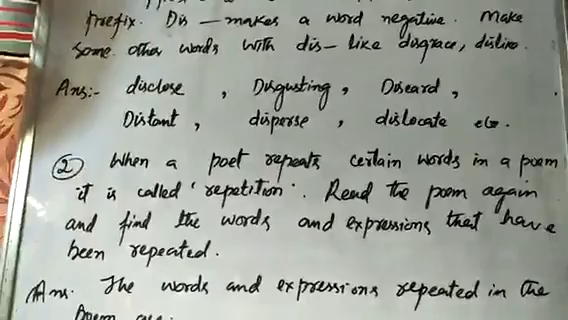 prefix. Dis — makes a word negative. Make
some other words with dis- like disgrace, dislike.
Ans:- disclose , Disgusting , Discard ,
Distant , disperse , dislocate etc.
② When a poet repeats certain words in a poem
it is called 'repetition'. Read the poem again
and find the words and expressions that have
been repeated.
Ans. The words and expressions repeated in the
Poem are: